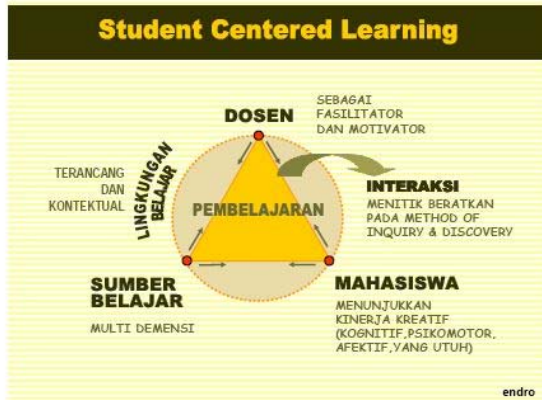 Student Centered Learning
DOSEN
SEBAGAI
FASILITATOR
DAN MOTIVATOR
LINGKUNGAN
BELAJAR
TERANCANG
DAN
KONTEKTUAL
PEMBELAJARAN
INTERAKSI
MENITIK BERATKAN
PADA METHOD OF
INQUIRY & DISCOVERY
SUMBER
BELAJAR
MULTI DEMENSI
MAHASISWA
MENUNJUKKAN
KINERJA KREATIF
(KOGNITIF,PSIKOMOTOR,
AFEKTIF,YANG UTUH)
endro